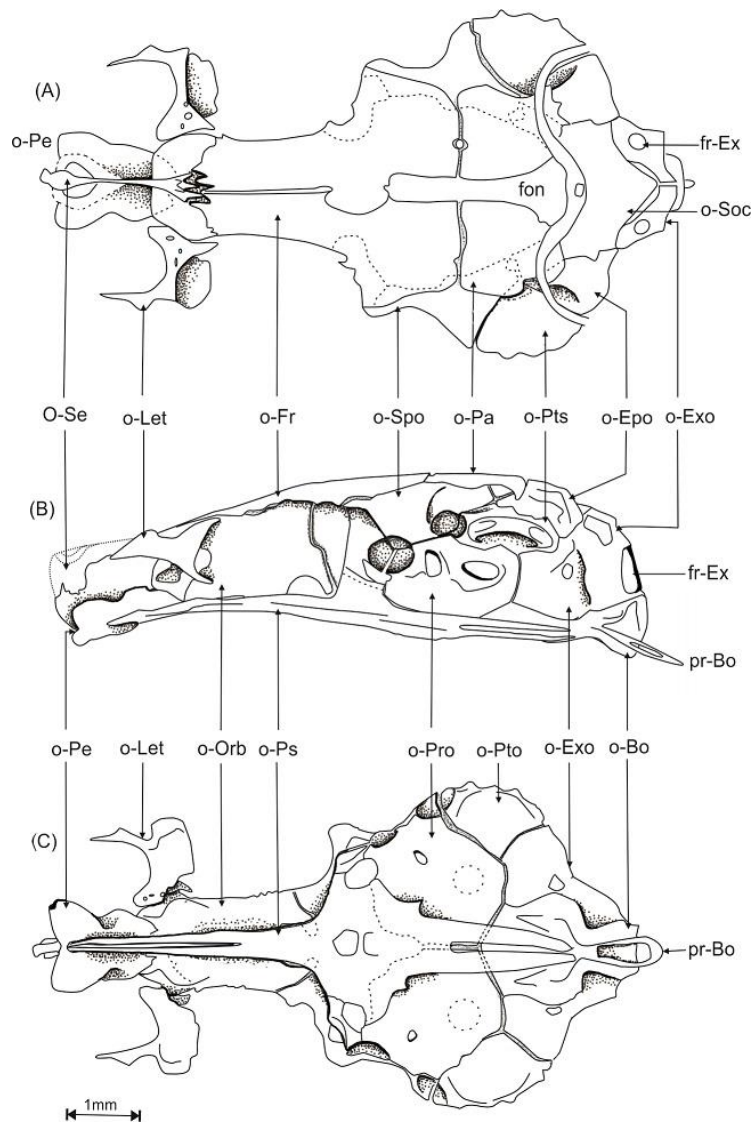 (A)
o-Pe
fr-Ex
fon
o-Soc
O-Se o-Let o-Fr o-Spo o-Pa o-Pts o-Epo o-Exo
(B)
fr-Ex
pr-Bo
o-Pe o-Let o-Orb o-Ps o-Pro o-Pto o-Exo o-Bo
(C)
pr-Bo
1mm